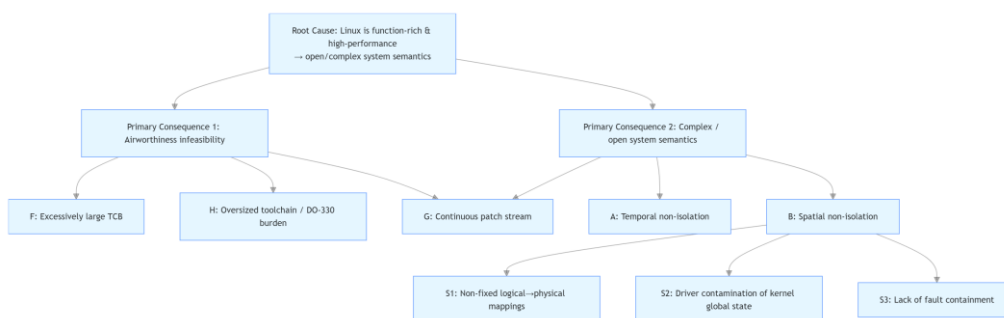 Root Cause: Linux is function-rich &
high-performance
→ open/complex system semantics
Primary Consequence 1:
Airworthiness infeasibility
Primary Consequence 2: Complex /
open system semantics
F: Excessively large TCB
H: Oversized toolchain / DO-330
burden
G: Continuous patch stream
A: Temporal non-isolation
B: Spatial non-isolation
S1: Non-fixed logical→physical
mappings
S2: Driver contamination of kernel
global state
S3: Lack of fault containment